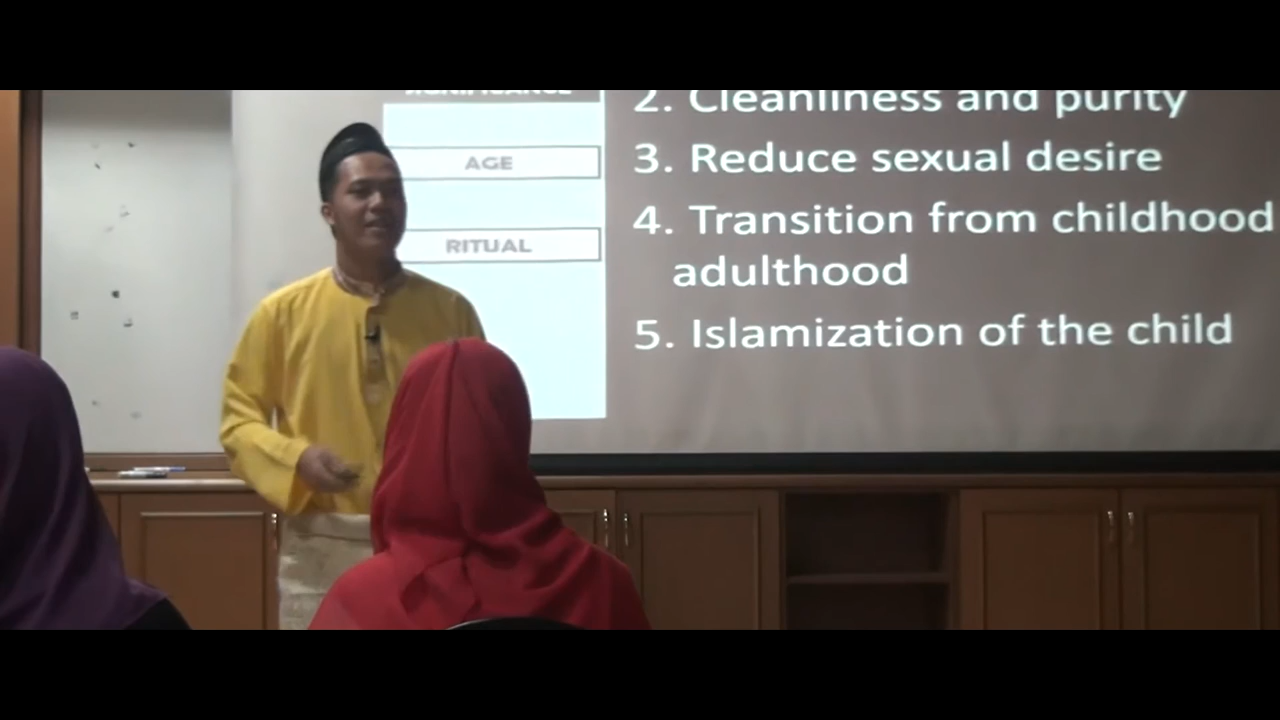 SIGNIFICANCE
AGE
RITUAL
2. Cleanliness and purity
3. Reduce sexual desire
4. Transition from childhood
adulthood
5. Islamization of the child